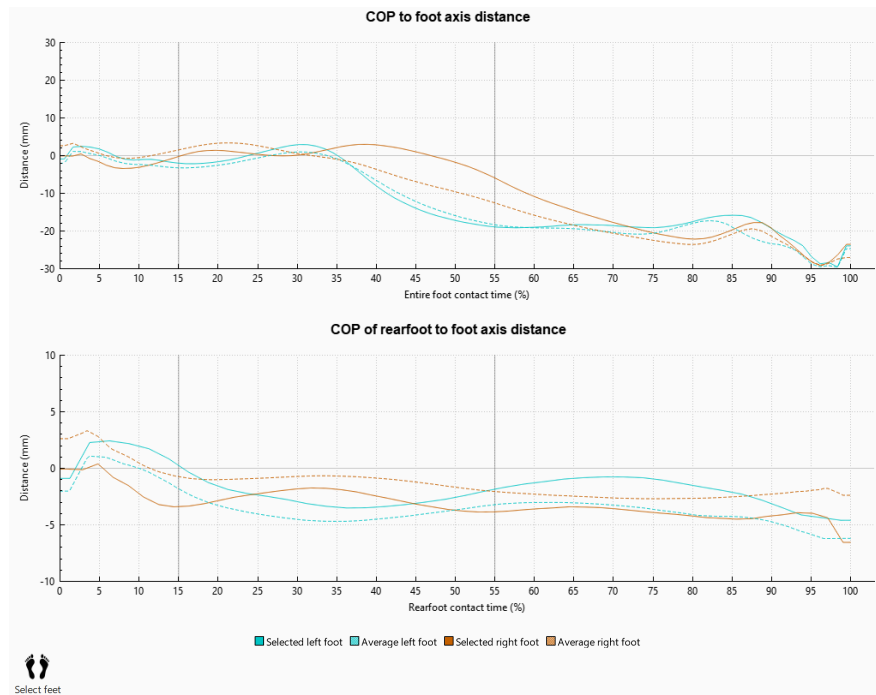 COP to foot axis distance
30
20
10
0
-10
-20
-30
Distance (mm)
0 5 10 15 20 25 30 35 40 45 50 55 60 65 70 75 80 85 90 95 100
Entire foot contact time (%)
COP of rearfoot to foot axis distance
10
5
0
-5
-10
Distance (mm)
0 5 10 15 20 25 30 35 40 45 50 55 60 65 70 75 80 85 90 95 100
Rearfoot contact time (%)
Selected left foot Average left foot Selected right foot Average right foot
Select feet